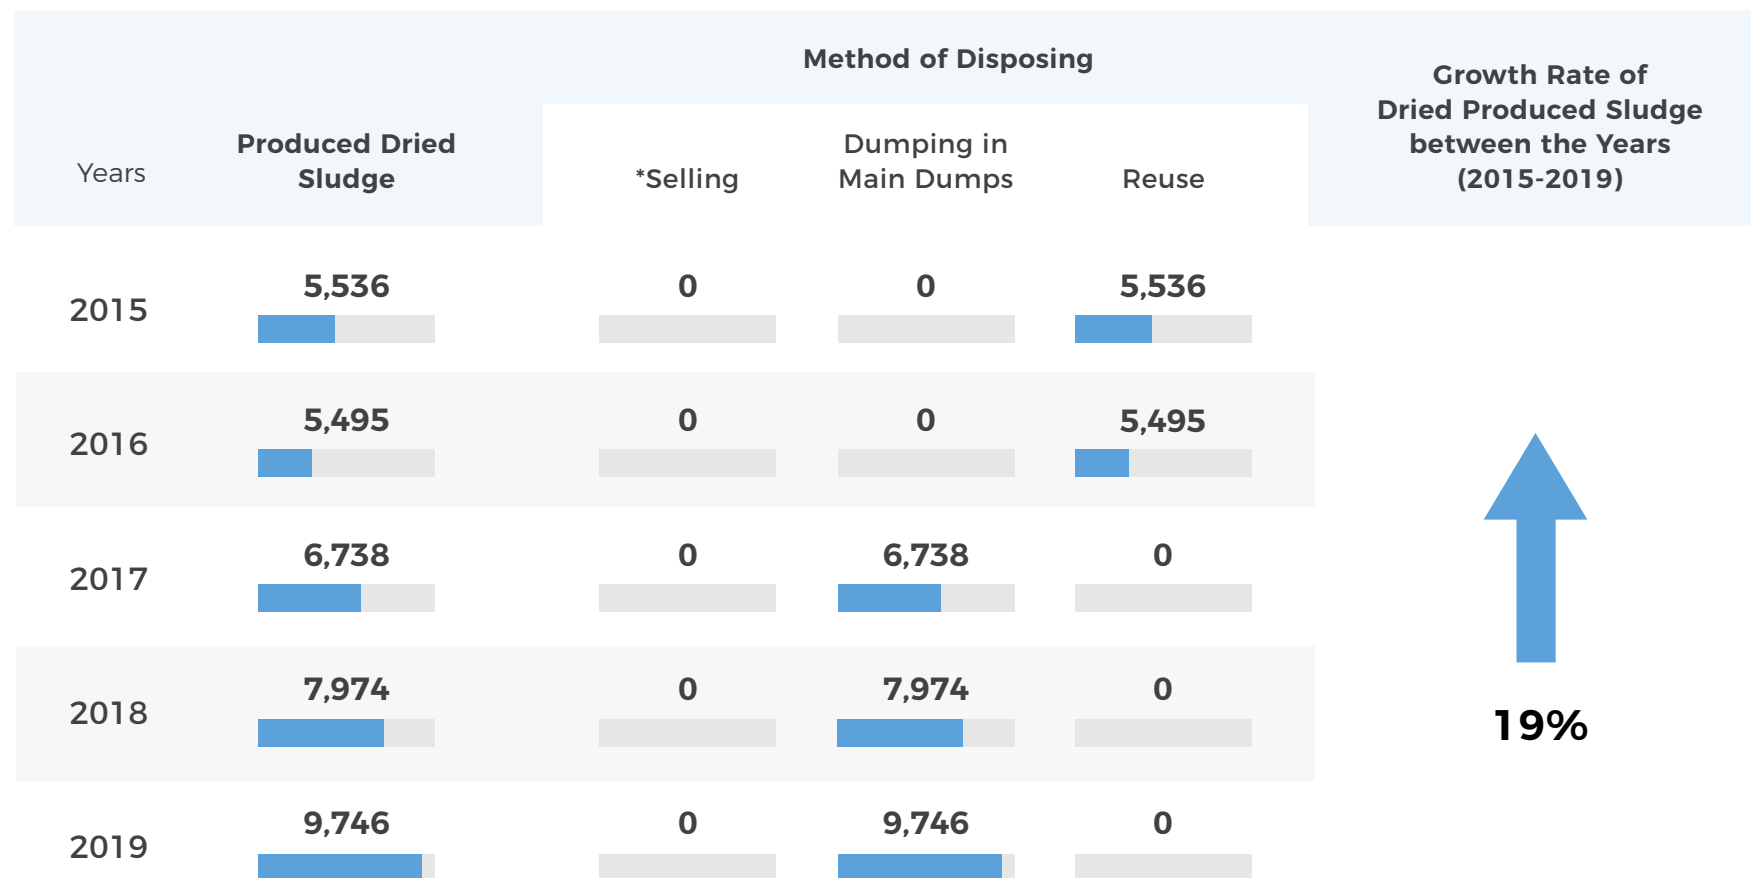 Method of Disposing
Growth Rate of
Dried Produced Sludge
between the Years
(2015-2019)
Years
Produced Dried
Sludge
*Selling
Dumping in
Main Dumps
Reuse
2015
5,536
0
0
5,536
2016
5,495
0
0
5,495
2017
6,738
0
6,738
0
2018
7,974
0
7,974
0
2019
9,746
0
9,746
0
19%